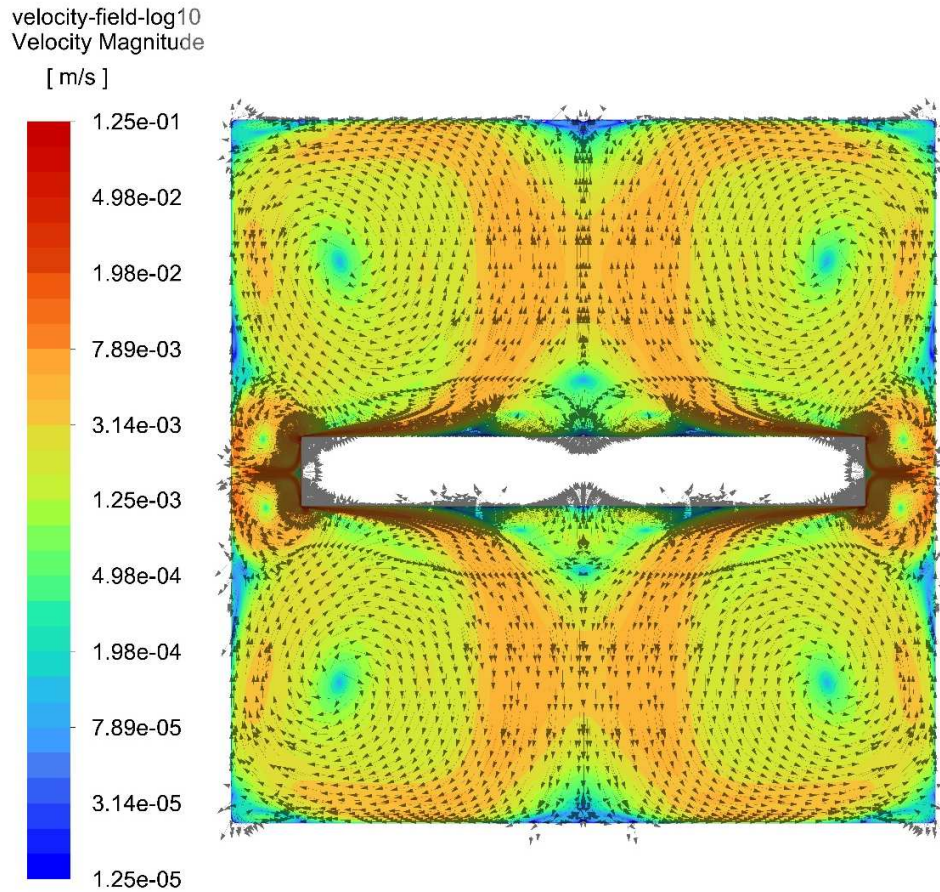 velocity-field-log10
Velocity Magnitude
[ m/s ]
1.25e-01
4.98e-02
1.98e-02
7.89e-03
3.14e-03
1.25e-03
4.98e-04
1.98e-04
7.89e-05
3.14e-05
1.25e-05